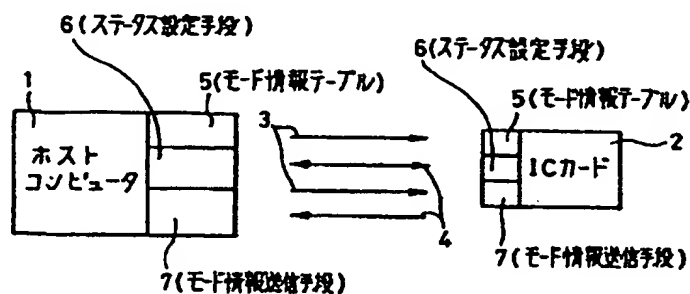 6(ステータス設定手段)
6(ステータス設定手段)
1
5(モード情報テーブル)
5(モード情報テーブル)
3
2
ホスト
コンピュータ
ICカード
4
7(モード情報送信手段)
7(モード情報送信手段)